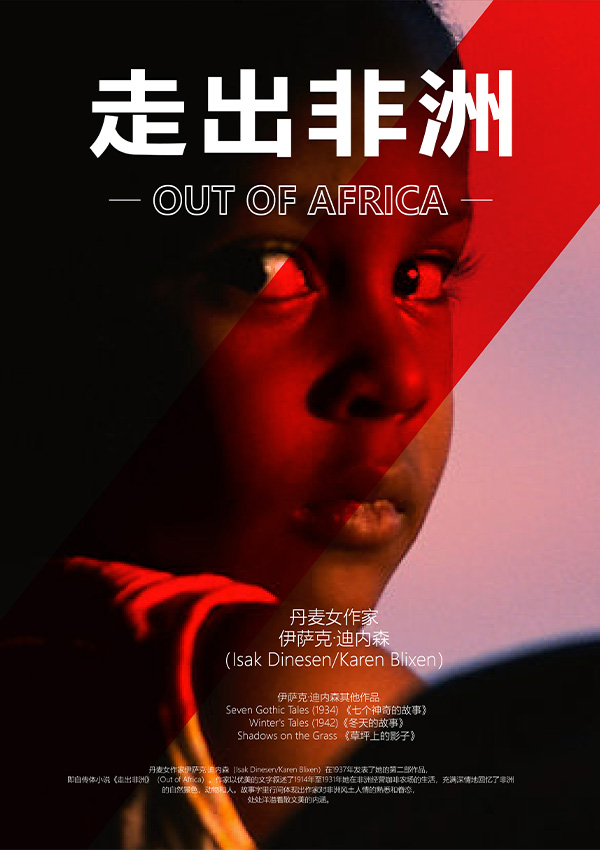 走出非洲
OUT OF AFRICA
丹麦女作家
伊萨克·迪内森
(Isak Dinesen/Karen Blixen)
伊萨克·迪内森其他作品
Seven Gothic Tales (1934) 《七个神奇的故事》
Winter's Tales (1942)《冬天的故事》
Shadows on the Grass 《草坪上的影子》
丹麦女作家伊萨克·迪内森（Isak Dinesen/Karen Blixen）在1937年发表了她的第二部作品，
即自传体小说《走出非洲》（Out of Africa）。作家以优美的文字叙述了1914年至1931年她在非洲经营咖啡农场的生活，充满深情地回忆了非洲
的自然景色、动物和人。故事字里行间体现出作家对非洲风土人情的熟悉和眷恋，
处处洋溢着散文美的内涵。